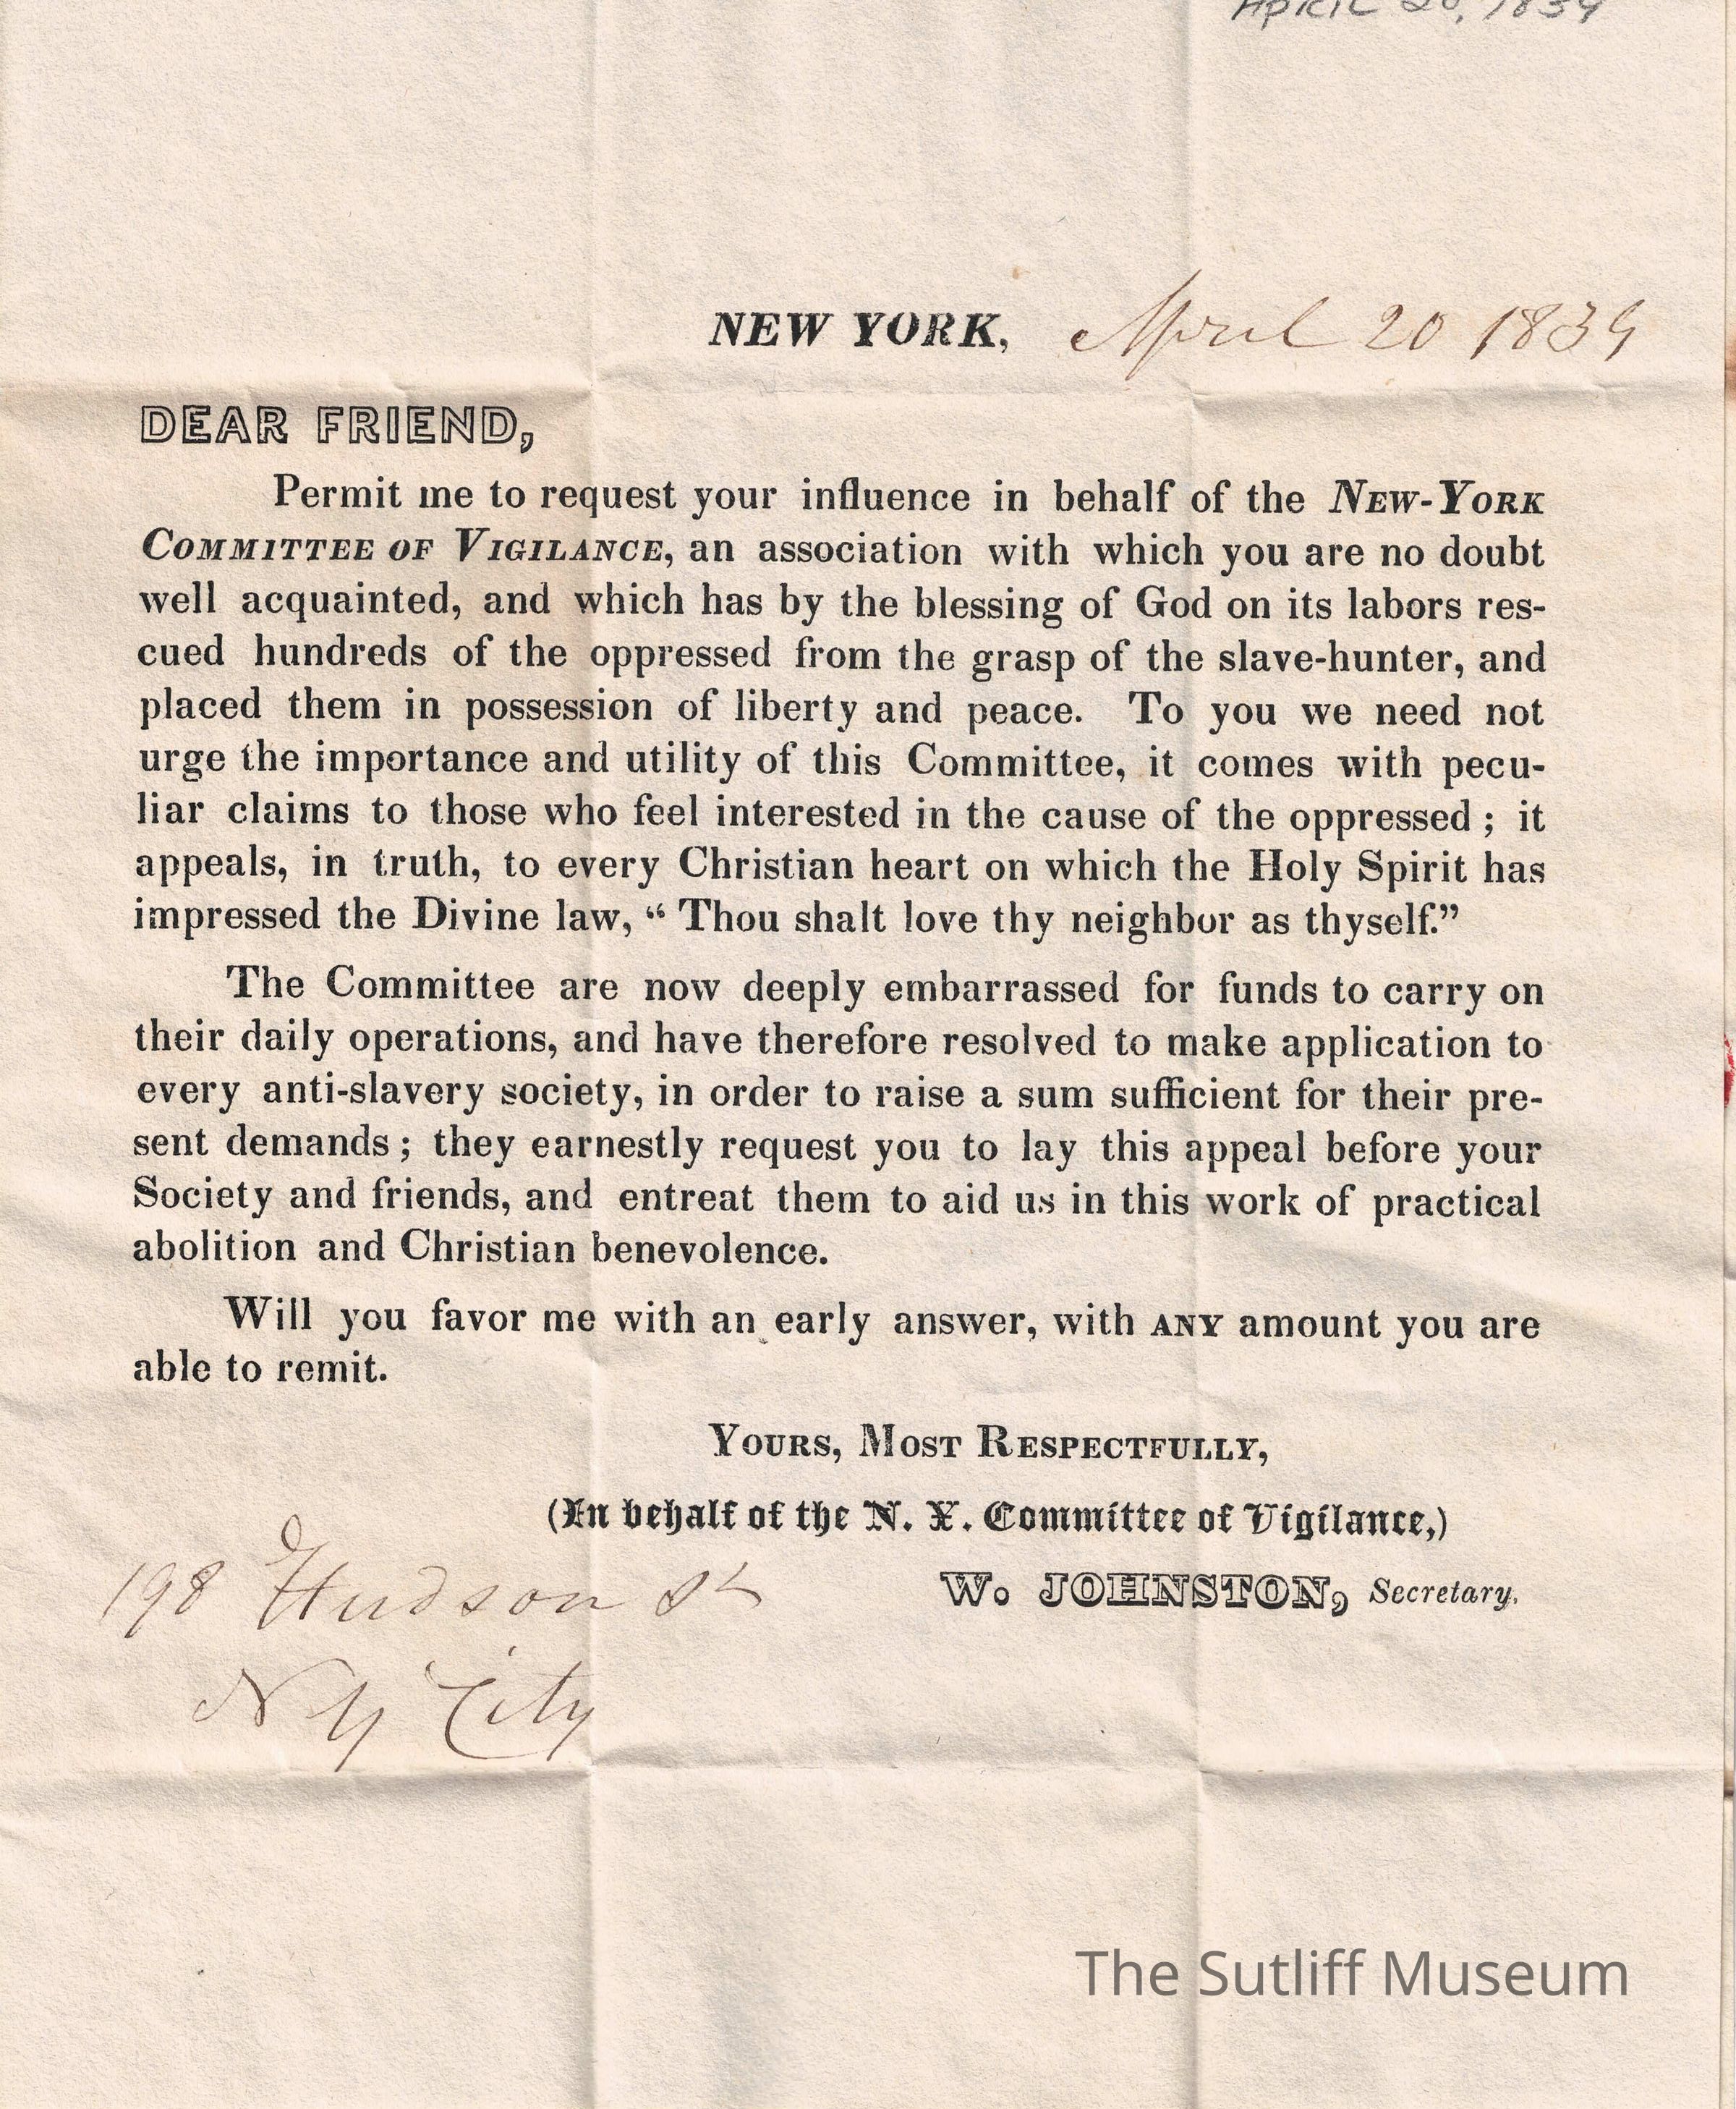 APRIL 20, 1839
NEW YORK, April 20 1839
DEAR FRIEND,
Permit me to request your influence in behalf of the NEW-YORK
COMMITTEE OF VIGILANCE, an association with which you are no doubt
well acquainted, and which has by the blessing of God on its labors res-
cued hundreds of the oppressed from the grasp of the slave-hunter, and
placed them in possession of liberty and peace. To you we need not
urge the importance and utility of this Committee, it comes with pecu-
liar claims to those who feel interested in the cause of the oppressed ; it
appeals, in truth, to every Christian heart on which the Holy Spirit has
impressed the Divine law, “ Thou shalt love thy neighbor as thyself.”
The Committee are now deeply embarrassed for funds to carry on
their daily operations, and have therefore resolved to make application to
every anti-slavery society, in order to raise a sum sufficient for their pre-
sent demands ; they earnestly request you to lay this appeal before your
Society and friends, and entreat them to aid us in this work of practical
abolition and Christian benevolence.
Will you favor me with an early answer, with ANY amount you are
able to remit.
YOURS, MOST RESPECTFULLY,
(In behalf of the N. Y. Committee of Vigilance,)
W. JOHNSTON, Secretary.
198 Hudson St
N Y City
The Sutliff Museum